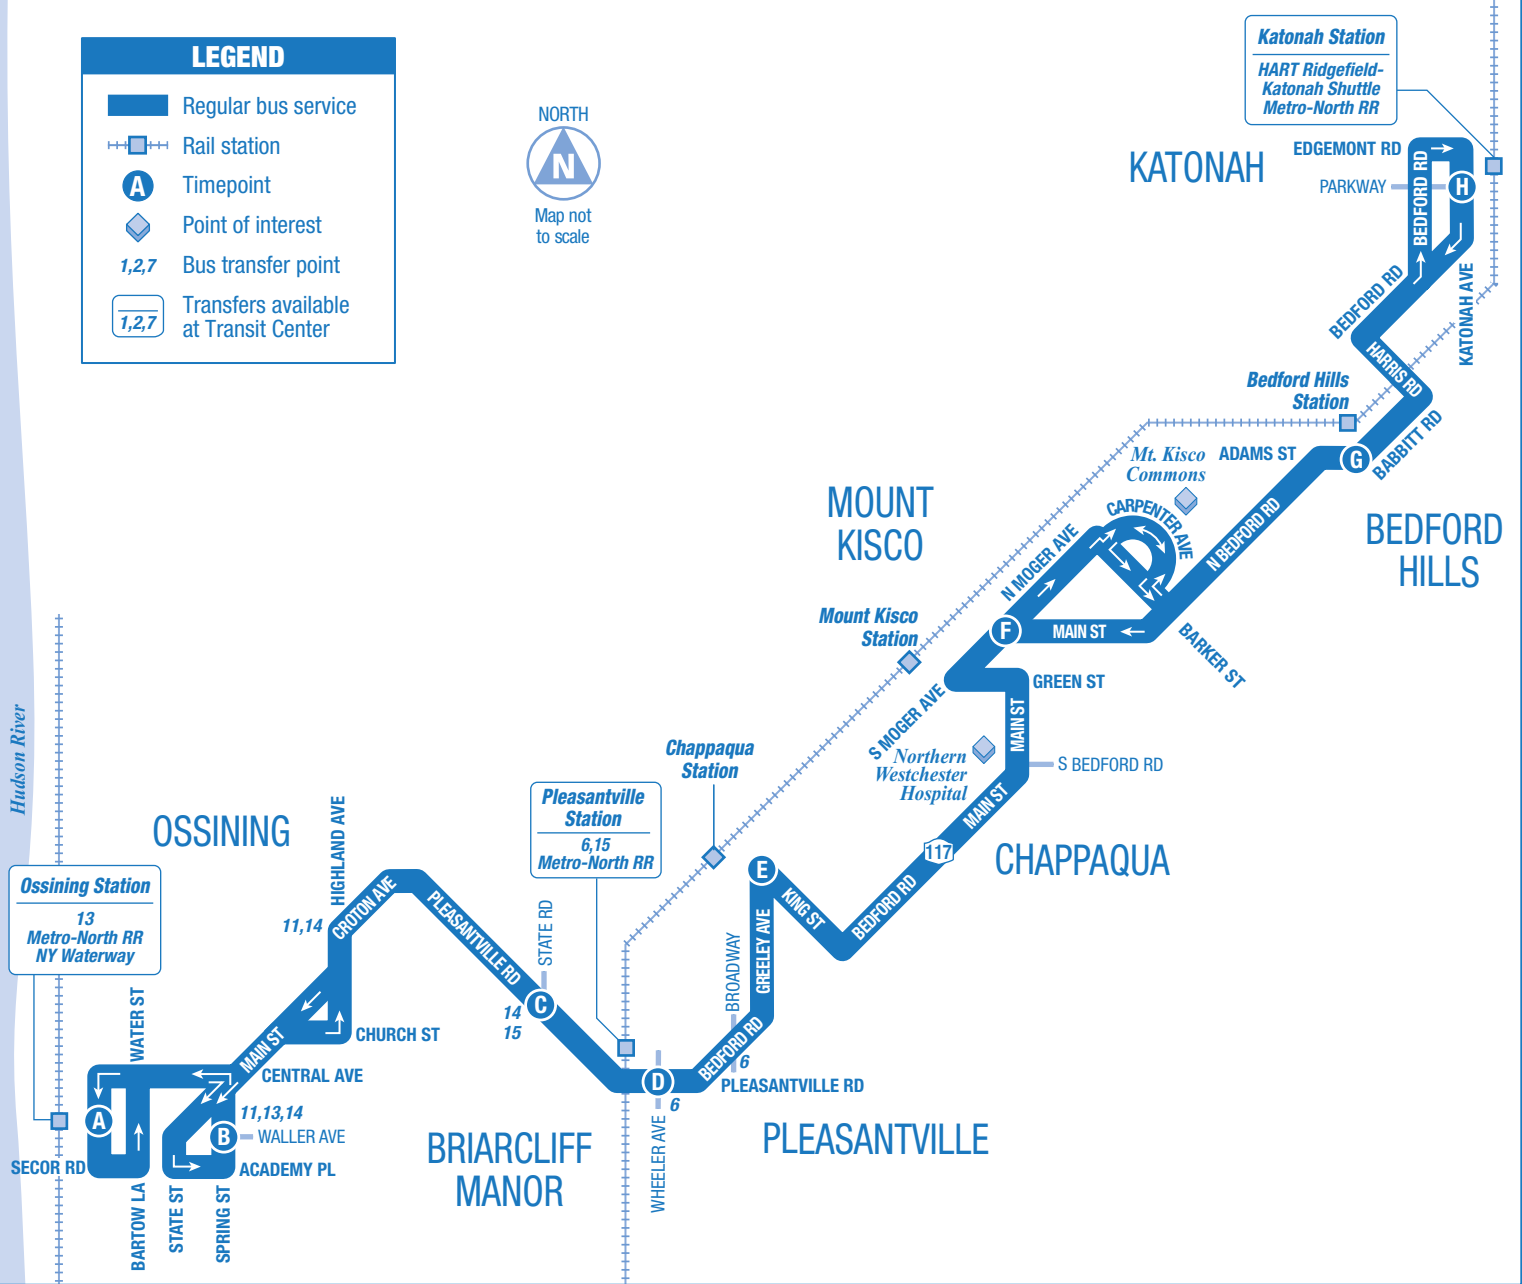 LEGEND
Regular bus service
Rail station
A
Timepoint
Point of interest
1,2,7
Bus transfer point
1,2,7
Transfers available
at Transit Center
NORTH
N
Map not
to scale
Katonah Station
HART Ridgefield-
Katonah Shuttle
Metro-North RR
KATONAH
EDGEMONT RD
PARKWAY
H
BEDFORD RD
BEDFORD RD
KATONAH AVE
HARRIS RD
Bedford Hills
Station
BABBITT RD
ADAMS ST
G
Mt. Kisco
Commons
BEDFORD
HILLS
MOUNT
KISCO
CARPENTER AVE
N BEDFORD RD
N MOGER AVE
Mount Kisco
Station
F
MAIN ST
BARKER ST
GREEN ST
S MOGER AVE
MAIN ST
Northern
Westchester
Hospital
S BEDFORD RD
MAIN ST
117
CHAPPAQUA
BEDFORD RD
Chappaqua
Station
E
KING ST
GREELEY AVE
BROADWAY
Pleasantville
Station
6,15
Metro-North RR
Hudson River
OSSINING
HIGHLAND AVE
11,14
CROTON AVE
PLEASANTVILLE RD
STATE RD
C
14
15
Ossining Station
13
Metro-North RR
NY Waterway
WATER ST
MAIN ST
CHURCH ST
CENTRAL AVE
A
11,13,14
B
WALLER AVE
SECOR RD
ACADEMY PL
BARTOW LA
STATE ST
SPRING ST
D
6
WHEELER AVE
BEDFORD RD
6
PLEASANTVILLE RD
BRIARCLIFF
MANOR
PLEASANTVILLE